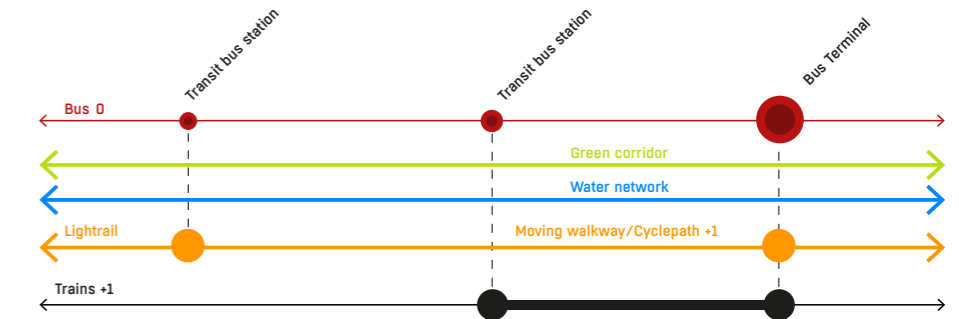 Transit bus station
Transit bus station
Bus Terminal
Bus 0
Green corridor
Water network
Lightrail
Moving walkway/Cyclepath +1
Trains +1